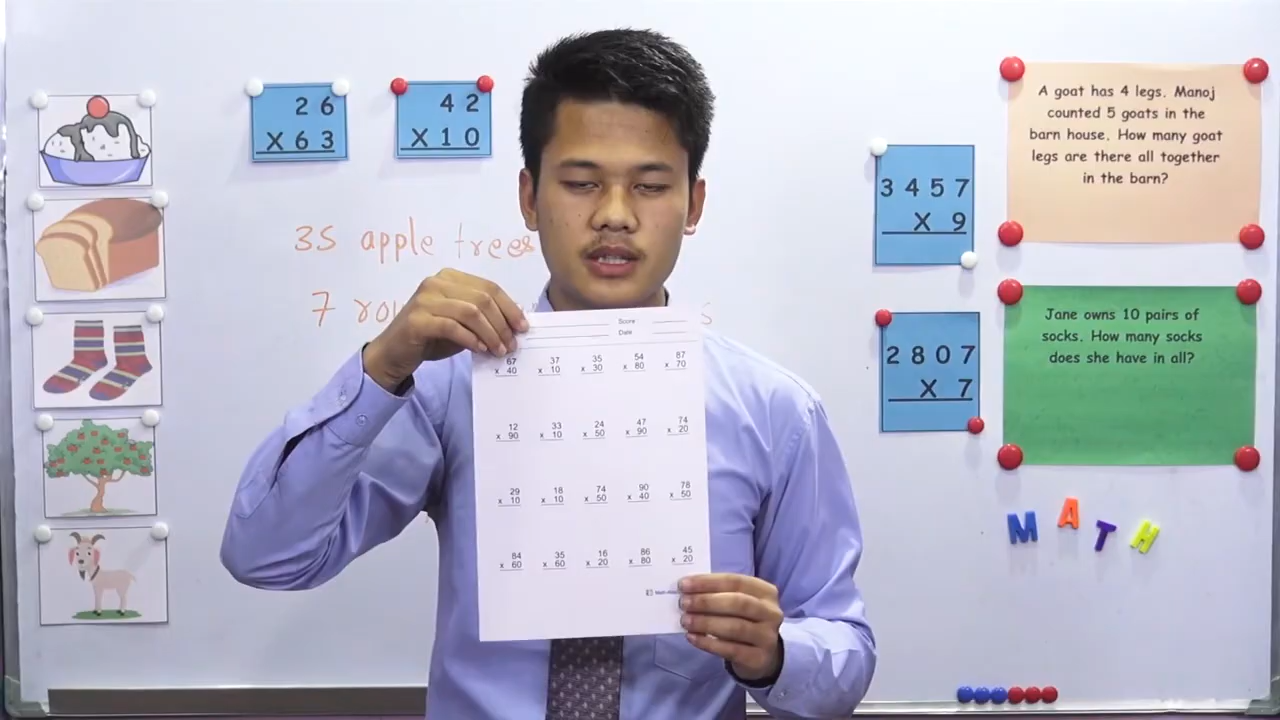 26
X 63
42
X 10
35 apple trees
7
3457
X 9
2807
X 7
A goat has 4 legs. Manoj
counted 5 goats in the
barn house. How many goat
legs are there all together
in the barn?
Jane owns 10 pairs of
socks. How many socks
does she have in all?
MATH
Score
Date
67 37 35 54 87
x 40 x 10 x 30 x 80 x 70
12 33 24 47 74
x 90 x 10 x 50 x 90 x 20
29 18 74 90 78
x 10 x 10 x 50 x 40 x 50
84 35 16 86 45
x 60 x 60 x 20 x 80 x 20